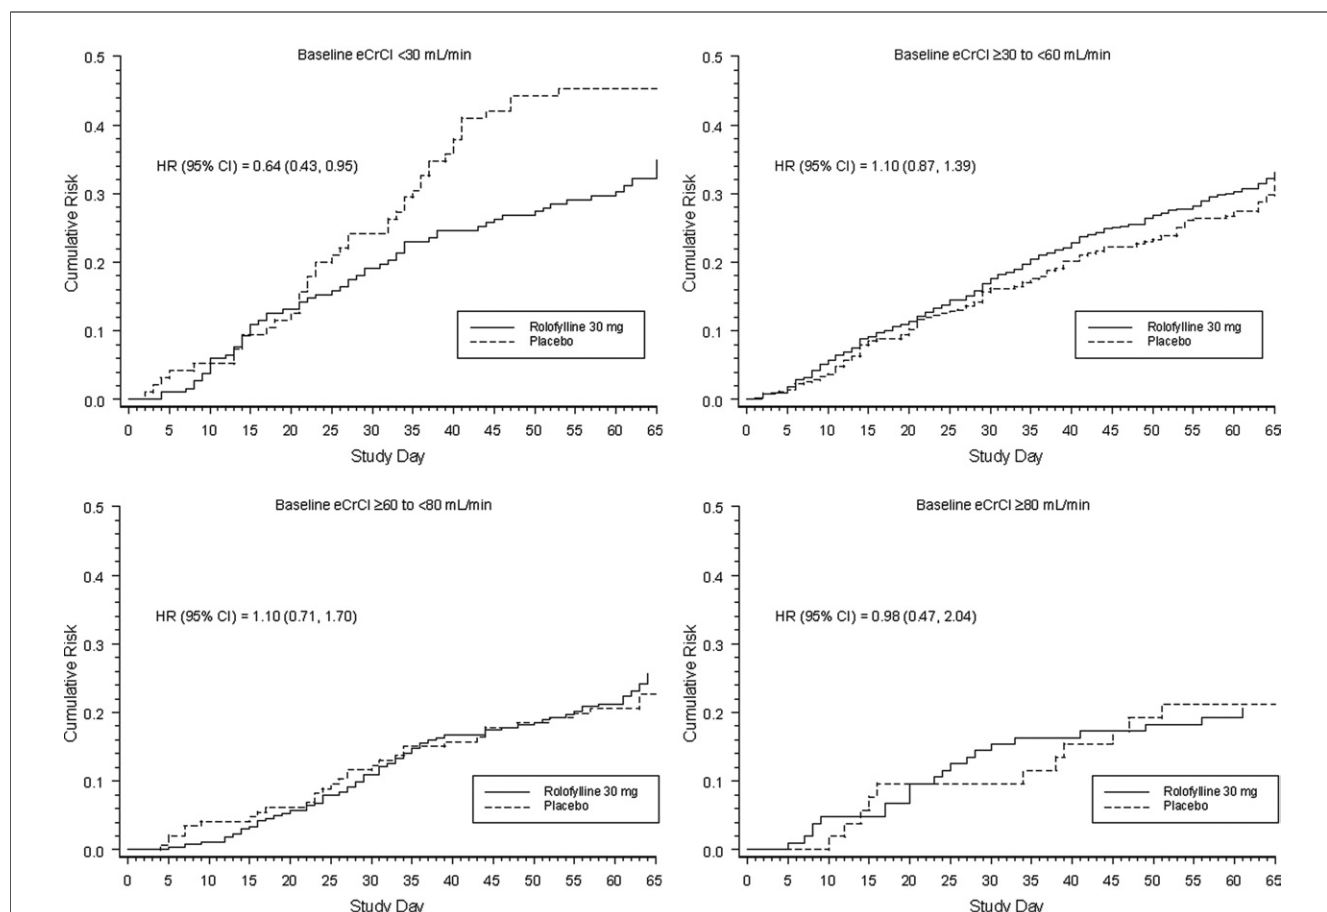 Baseline eCrCl <30 mL/min
0.5
0.4
0.3
0.2
0.1
0.0
Cumulative Risk
HR (95% CI) = 0.64 (0.43, 0.95)
Rolofylline 30 mg
Placebo
0 5 10 15 20 25 30 35 40 45 50 55 60 65
Study Day
Baseline eCrCl ≥30 to <60 mL/min
0.5
0.4
0.3
0.2
0.1
0.0
Cumulative Risk
HR (95% CI) = 1.10 (0.87, 1.39)
Rolofylline 30 mg
Placebo
0 5 10 15 20 25 30 35 40 45 50 55 60 65
Study Day
Baseline eCrCl ≥60 to <80 mL/min
0.5
0.4
0.3
0.2
0.1
0.0
Cumulative Risk
HR (95% CI) = 1.10 (0.71, 1.70)
Rolofylline 30 mg
Placebo
0 5 10 15 22 25 30 33 40 45 50 55 60 65
Study Day
Baseline eCrCl ≥80 mL/min
0.5
0.4
0.3
0.2
0.1
0.0
Cumulative Risk
HR (95% CI) = 0.98 (0.47, 2.04)
Rolofylline 30 mg
Placebo
0 5 10 15 20 25 30 35 40 45 50 55 60 65
Study Day